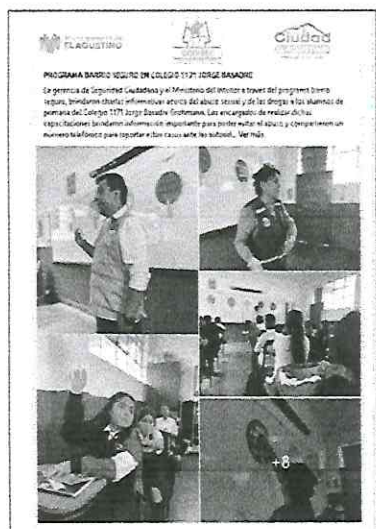 EL AGUSTINO
Ciudad
PROGRAMA BARRIO SEGURO EN COLEGIO 1171 JORGE BASADRE
La gerencia de Seguridad Ciudadana y el Ministerio del Interior a través del programa barrio
seguro, brindaron charlas informativas acerca del abuso sexual y de las drogas a los alumnos de
primaria del Colegio 1171 Jorge Basadre Grohmann. Los encargados de realizar dichas
capacitaciones brindaron información importante para poder evitar el abuso, y compartieron un
número telefónico para reportar estos casos ante las autorid... Ver más
+8